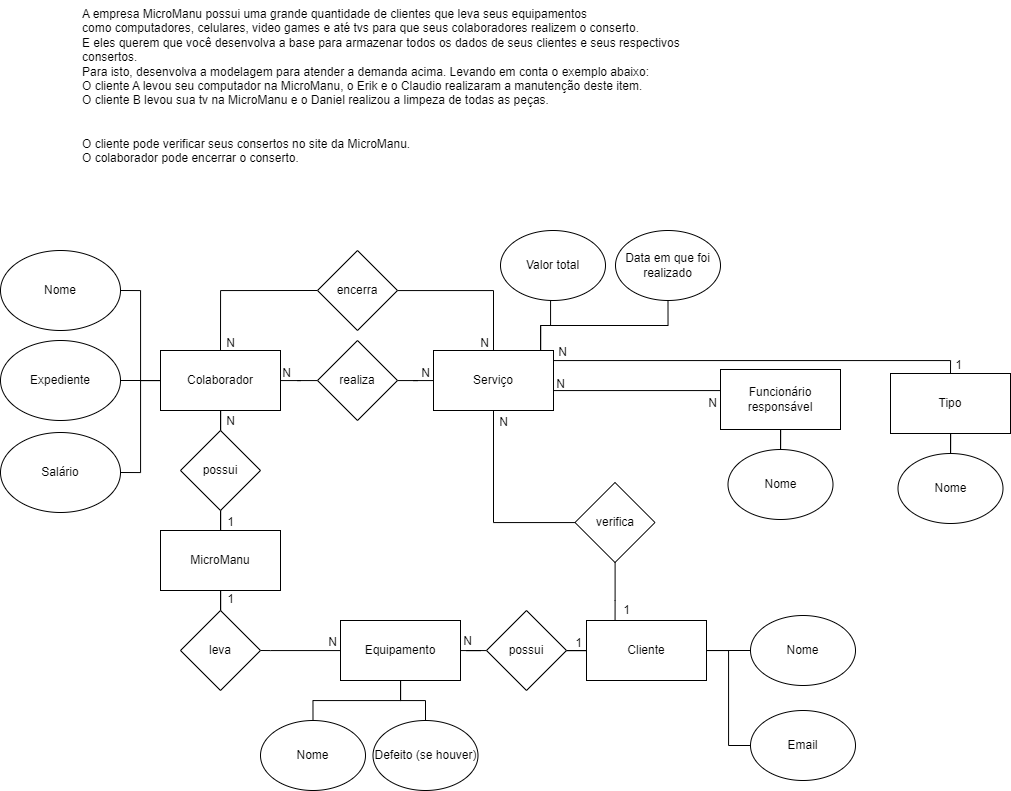 A empresa MicroManu possui uma grande quantidade de clientes que leva seus equipamentos
como computadores, celulares, video games e até tvs para que seus colaboradores realizem o conserto.
E eles querem que você desenvolva a base para armazenar todos os dados de seus clientes e seus respectivos
consertos.
Para isto, desenvolva a modelagem para atender a demanda acima. Levando em conta o exemplo abaixo:
O cliente A levou seu computador na MicroManu, o Erik e o Claudio realizaram a manutenção deste item.
O cliente B levou sua tv na MicroManu e o Daniel realizou a limpeza de todas as peças.
O cliente pode verificar seus consertos no site da MicroManu.
O colaborador pode encerrar o conserto.
Valor total
Data em que foi
realizado
Nome
encerra
N
N
N
1
Expediente
Colaborador
N
realiza
N
Serviço
N
N
Funcionário
responsável
Tipo
Salário
N
N
possui
Nome
Nome
1
verifica
MicroManu
1
1
leva
N
Equipamento
N
possui
1
Cliente
Nome
Nome
Defeito (se houver)
Email